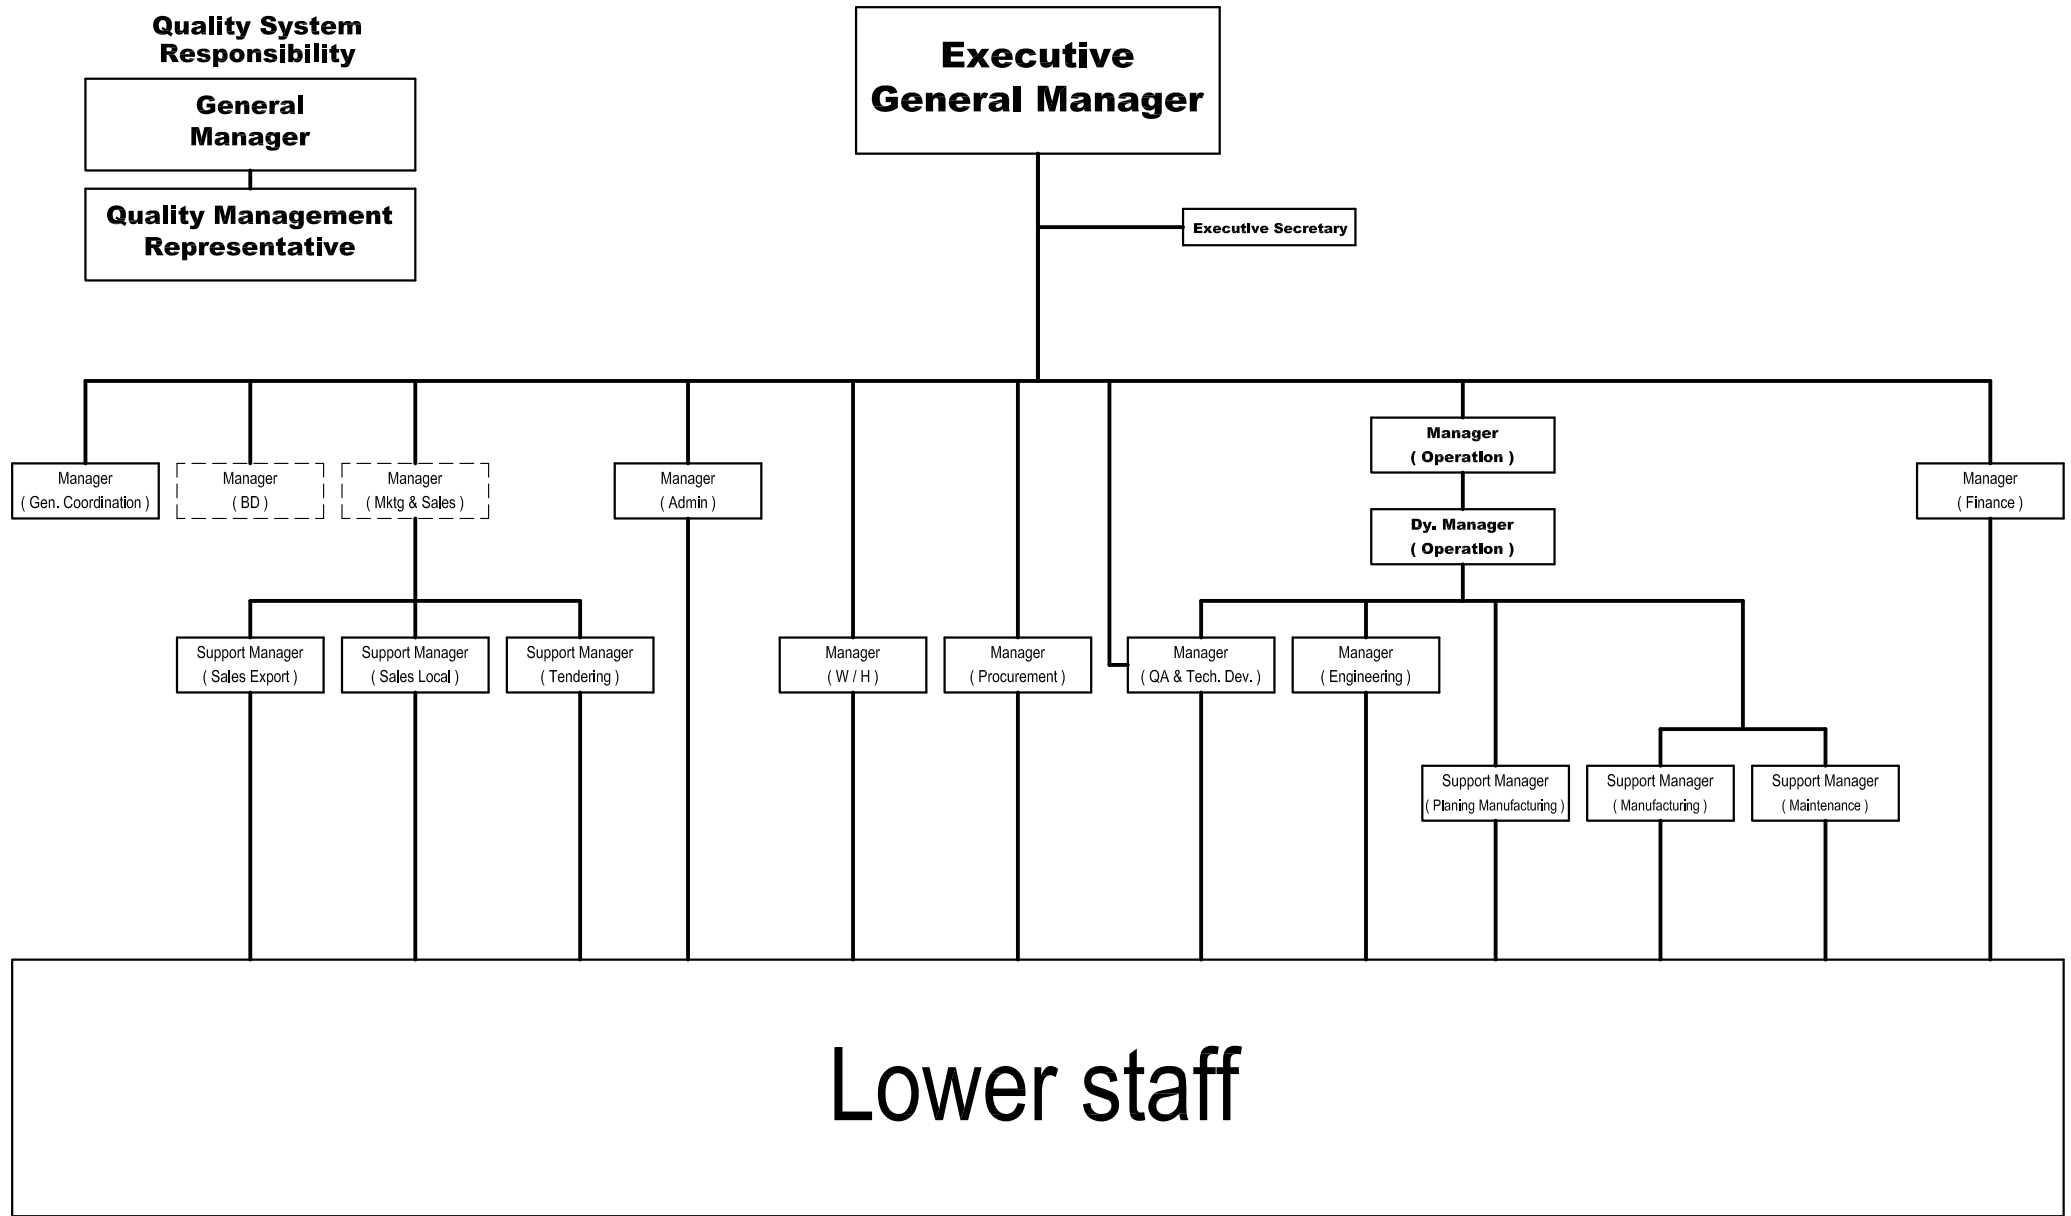 Quality System
Responsibility
General
Manager
Quality Management
Representative
Executive
General Manager
Executive Secretary
Manager
( Gen. Coordination )
Manager
( BD )
Manager
( Mktg & Sales )
Manager
( Admin )
Manager
( Operation )
Dy. Manager
( Operation )
Manager
( Finance )
Support Manager
( Sales Export )
Support Manager
( Sales Local )
Support Manager
( Tendering )
Manager
( W / H )
Manager
( Procurement )
Manager
( QA & Tech. Dev. )
Manager
( Engineering )
Support Manager
( Planing Manufacturing )
Support Manager
( Manufacturing )
Support Manager
( Maintenance )
Lower staff